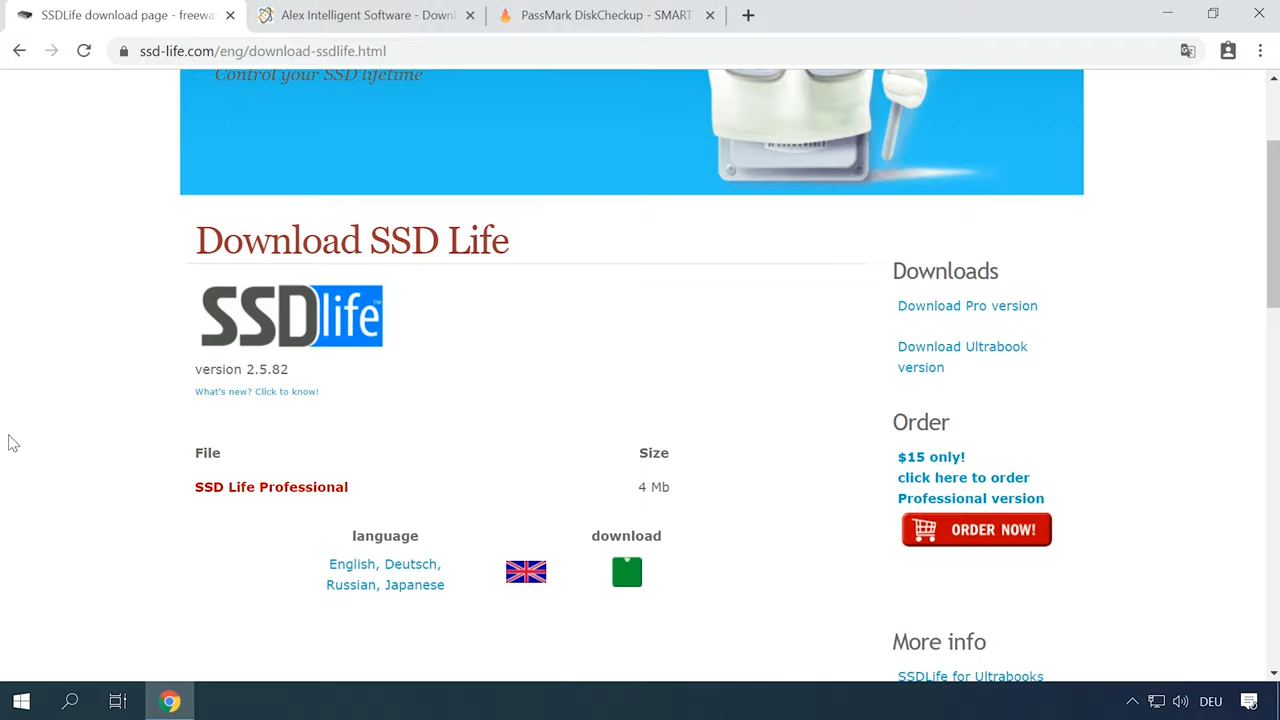 SSDLife download page - freewa
Alex Intelligent Software - Downl
PassMark DiskCheckup - SMART
ssd-life.com/eng/download-ssdlife.html
Control your SSD lifetime
Download SSD Life
SSDlife™
version 2.5.82
What's new? Click to know!
File Size
SSD Life Professional 4 Mb
language download
English, Deutsch,
Russian, Japanese
Downloads
Download Pro version
Download Ultrabook
version
Order
$15 only!
click here to order
Professional version
ORDER NOW!
More info
SSDLife for Ultrabooks
DEU